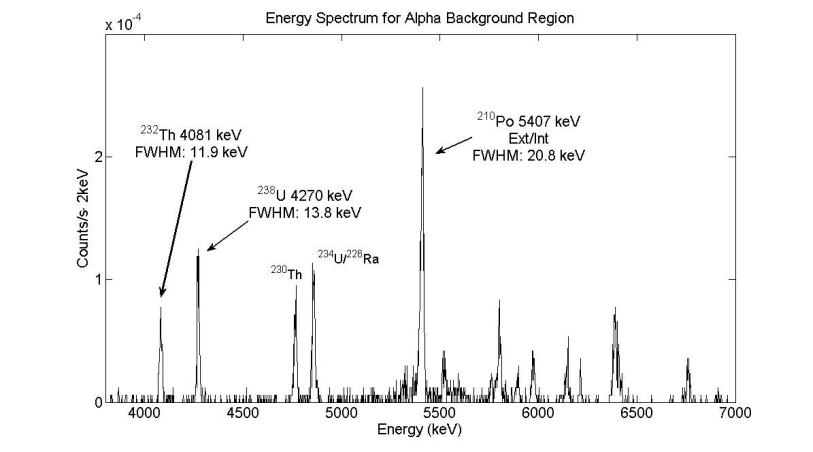 Energy Spectrum for Alpha Background Region
x 10⁻⁴
²³²Th 4081 keV
FWHM: 11.9 keV
²³⁸U 4270 keV
FWHM: 13.8 keV
²³⁰Th
²³⁴U/²²⁶Ra
²¹⁰Po 5407 keV
Ext/Int
FWHM: 20.8 keV
Counts/s 2keV
2
1
0
4000 4500 5000 5500 6000 6500 7000
Energy (keV)